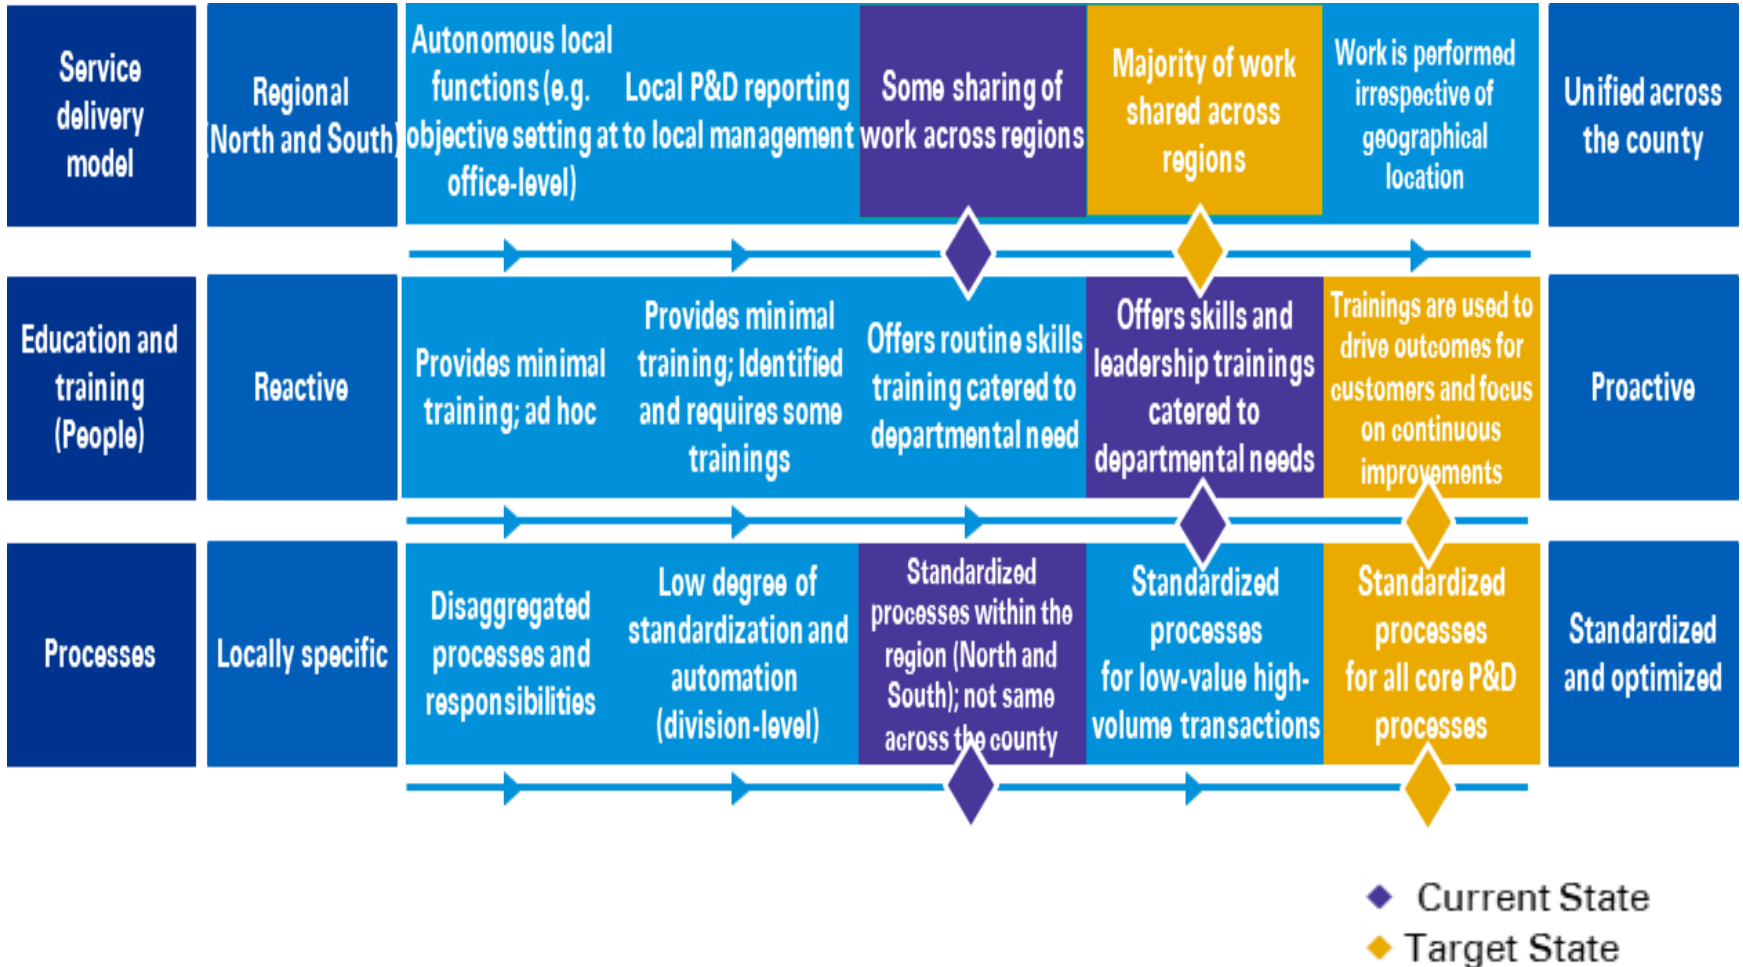 Service
delivery
model
Regional
(North and South)
Autonomous local
functions (e.g.
objective setting at
office-level)
Local P&D reporting
to local management
Some sharing of
work across regions
Majority of work
shared across
regions
Work is performed
irrespective of
geographical
location
Unified across
the county
Education and
training
(People)
Reactive
Provides minimal
training; ad hoc
Provides minimal
training; Identified
and requires some
trainings
Offers routine skills
training catered to
departmental need
Offers skills and
leadership trainings
catered to
departmental needs
Trainings are used to
drive outcomes for
customers and focus
on continuous
improvements
Proactive
Processes
Locally specific
Disaggregated
processes and
responsibilities
Low degree of
standardization and
automation
(division-level)
Standardized
processes within the
region (North and
South); not same
across the county
Standardized
processes
for low-value high-
volume transactions
Standardized
processes
for all core P&D
processes
Standardized
and optimized
Current State
Target State